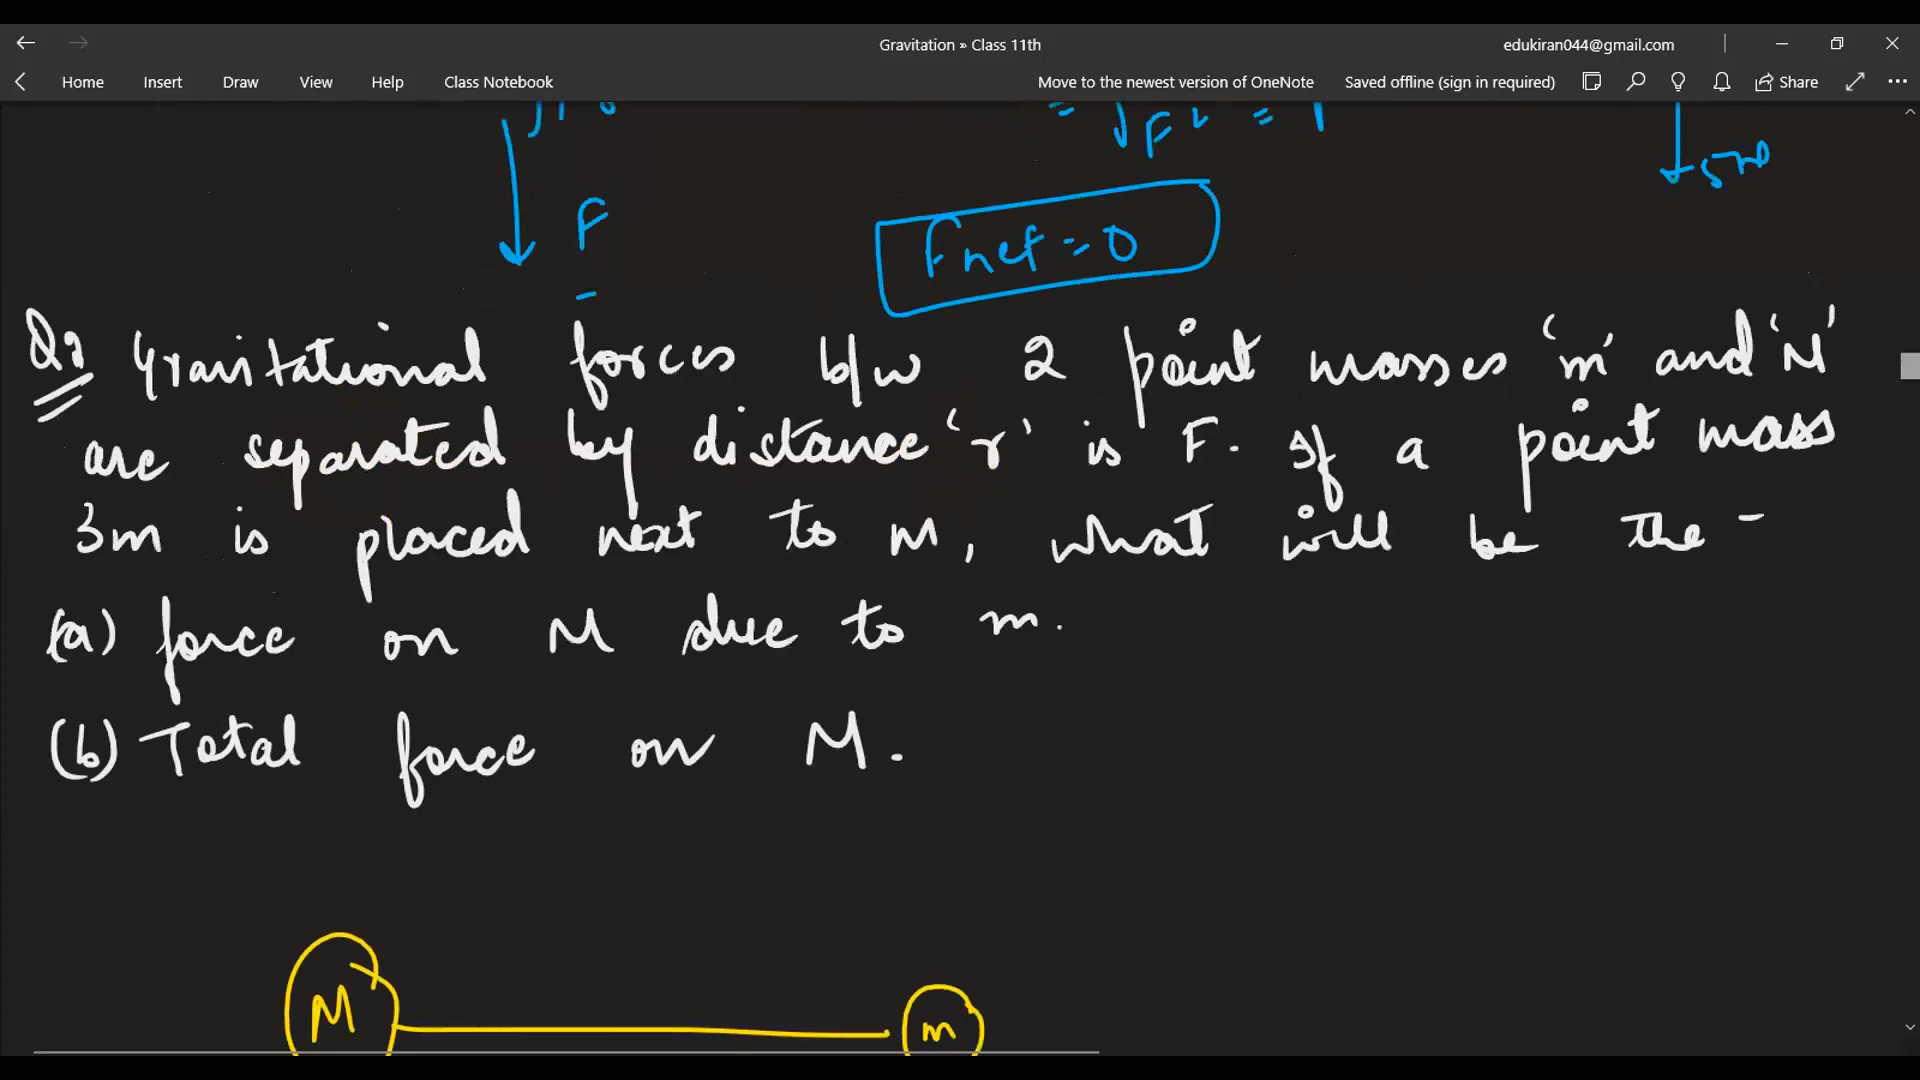 Gravitation » Class 11th
edukiran044@gmail.com
Home Insert Draw View Help Class Notebook
Move to the newest version of OneNote Saved offline (sign in required) Share
= √F² =
F
Fnet = 0
Gravitational forces b/w 2 point masses 'm' and 'M'
are separated by distance 'r' is F. If a point mass
3m is placed next to m, what will be the -
(a) force on M due to m.
(b) Total force on M.
M m